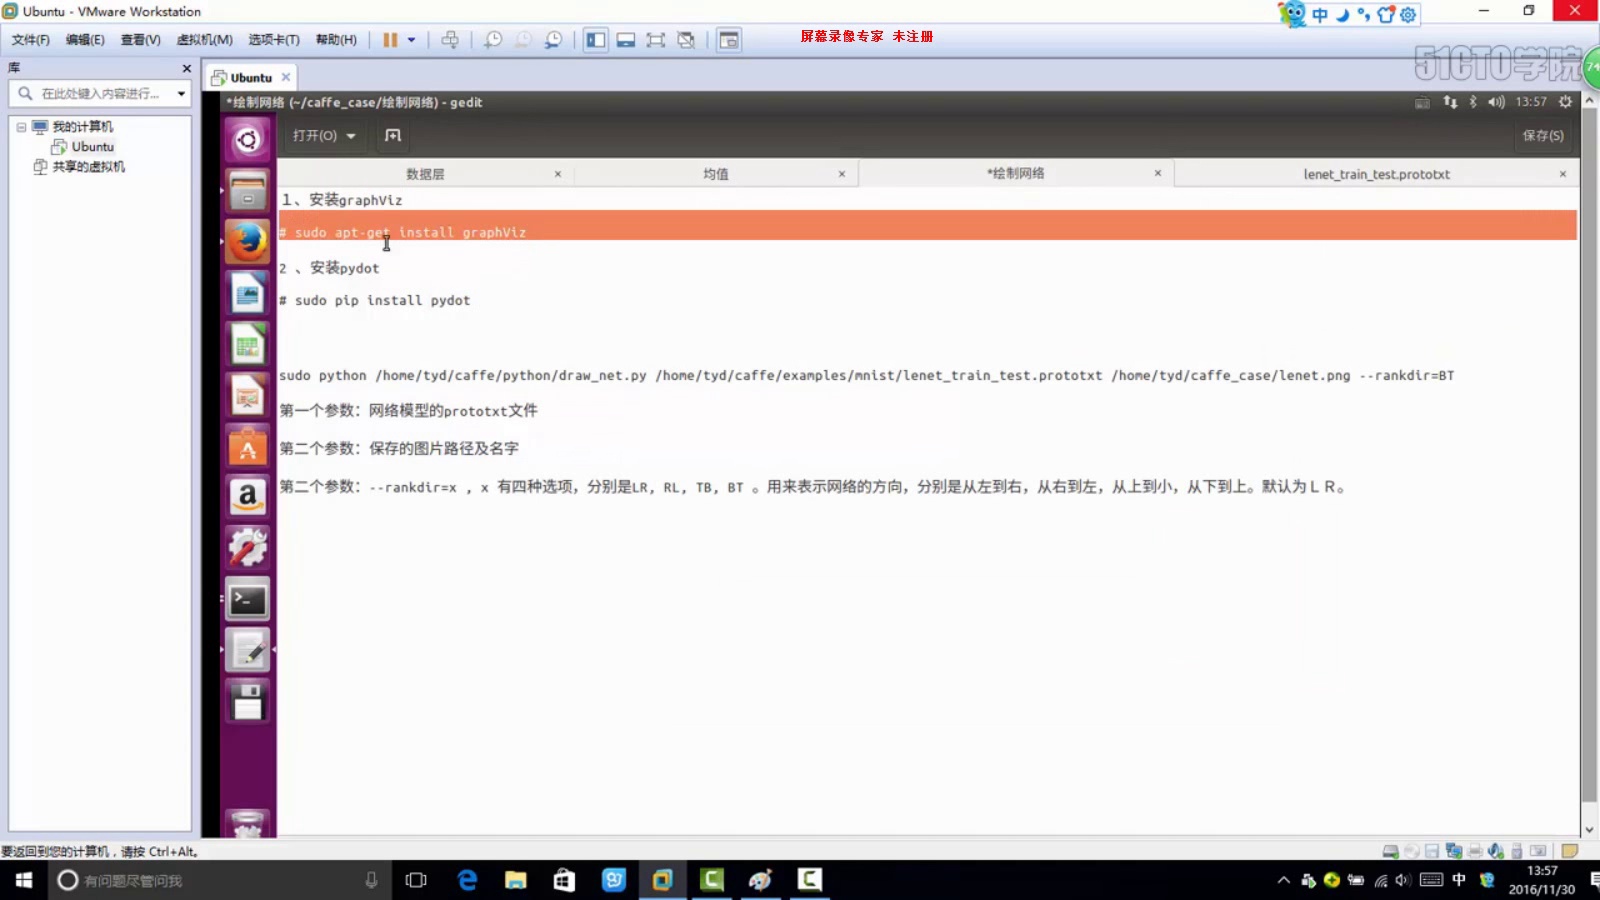 Ubuntu - VMware Workstation
中
文件(F) 编辑(E) 查看(V) 虚拟机(M) 选项卡(T) 帮助(H)
屏幕录像专家 未注册
51CTO学院
74
库
Ubuntu
在此处键入内容进行...
*绘制网络 (~/caffe_case/绘制网络) - gedit
13:57
我的计算机
Ubuntu
共享的虚拟机
打开(O)
保存(S)
数据层
均值
*绘制网络
lenet_train_test.prototxt
1、安装graphViz
# sudo apt-get install graphViz
2 、安装pydot
# sudo pip install pydot
sudo python /home/tyd/caffe/python/draw_net.py /home/tyd/caffe/examples/mnist/lenet_train_test.prototxt /home/tyd/caffe_case/lenet.png --rankdir=BT
第一个参数：网络模型的prototxt文件
第二个参数：保存的图片路径及名字
第二个参数：--rankdir=x , x 有四种选项，分别是LR, RL, TB, BT 。用来表示网络的方向，分别是从左到右，从右到左，从上到小，从下到上。默认为ＬＲ。
要返回到您的计算机，请按 Ctrl+Alt。
有问题尽管问我
中
13:57
2016/11/30